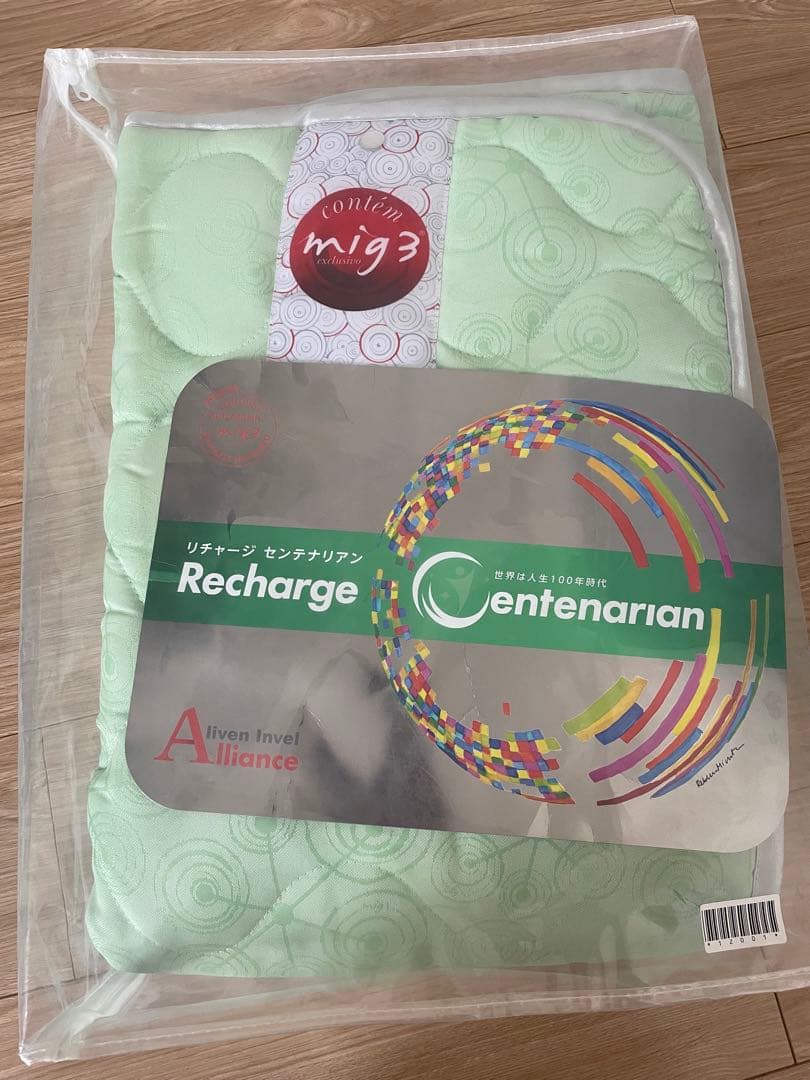 contém
mig3®
exclusivo
リチャージ センテナリアン
Recharge
世界は人生100年時代
Centenarian
Aliven Invel
Alliance
*12001*